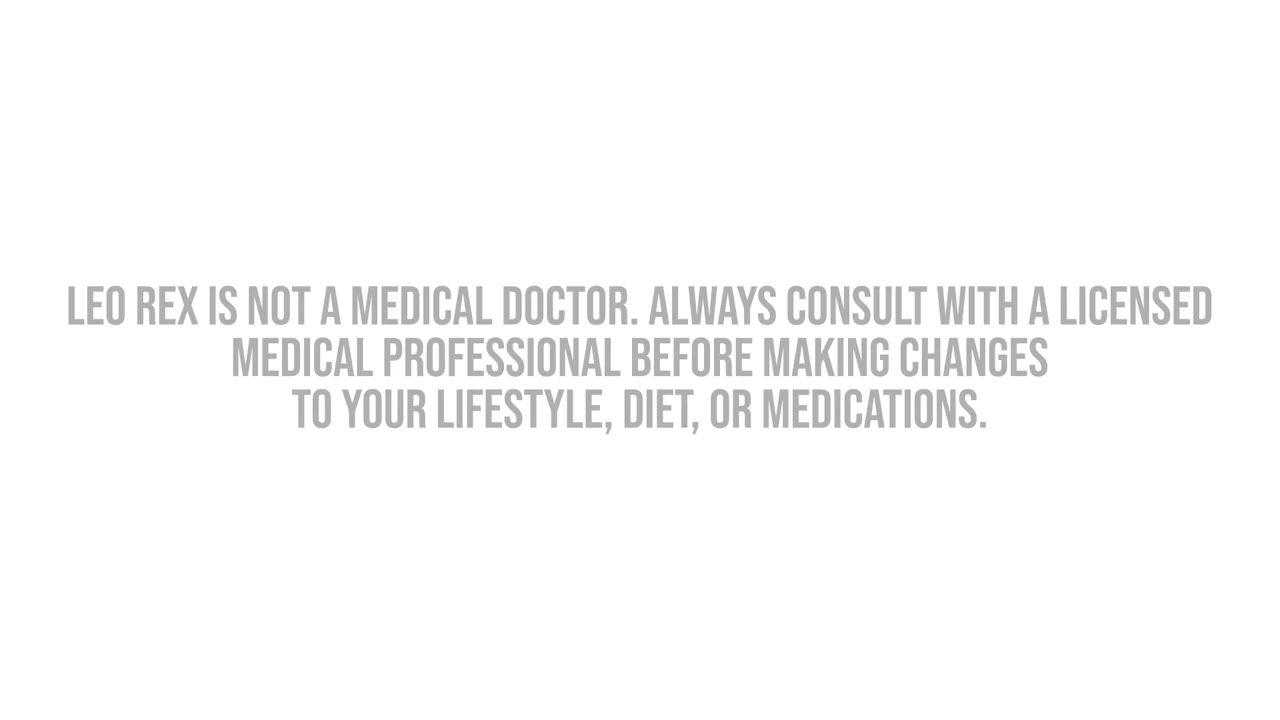 LEO REX IS NOT A MEDICAL DOCTOR. ALWAYS CONSULT WITH A LICENSED
MEDICAL PROFESSIONAL BEFORE MAKING CHANGES
TO YOUR LIFESTYLE, DIET, OR MEDICATIONS.